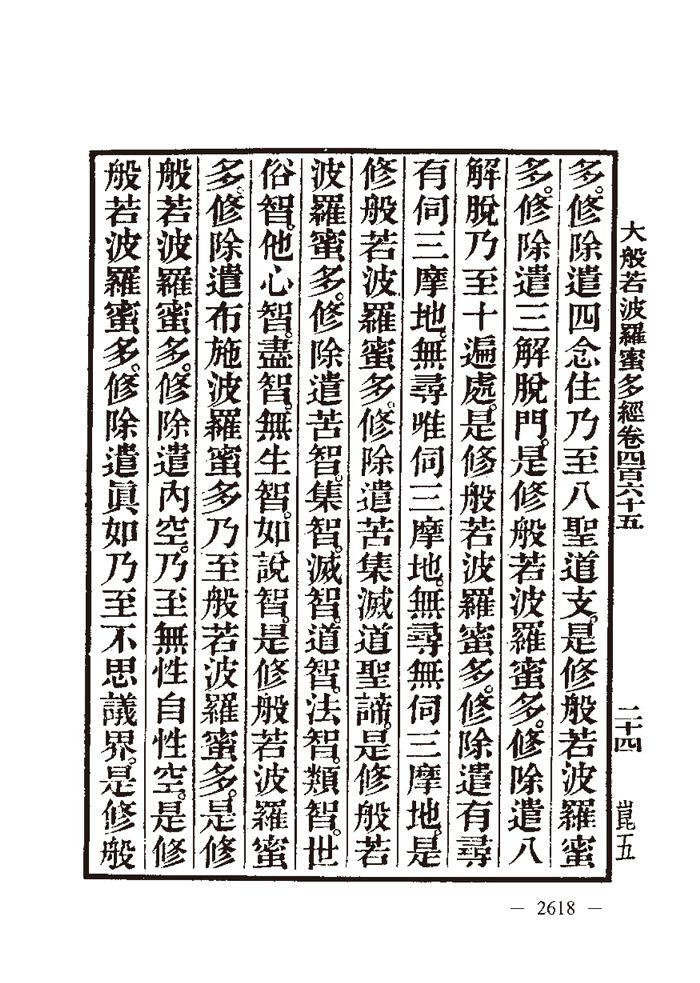 大般若波羅蜜多經卷四百六十五
二十四
崑五
多。修除遣四念住乃至八聖道支。是修般若波羅蜜
多。修除遣三解脫門。是修般若波羅蜜多。修除遣八
解脫乃至十遍處。是修般若波羅蜜多。修除遣有尋
有伺三摩地。無尋唯伺三摩地。無尋無伺三摩地。是
修般若波羅蜜多。修除遣苦集滅道聖諦。是修般若
波羅蜜多。修除遣苦智。集智。滅智。道智。法智。類智。世
俗智。他心智。盡智。無生智。如說智。是修般若波羅蜜
多。修除遣布施波羅蜜多乃至般若波羅蜜多。是修
般若波羅蜜多。修除遣內空。乃至無性自性空。是修
般若波羅蜜多。修除遣眞如乃至不思議界。是修般
— 2618 —